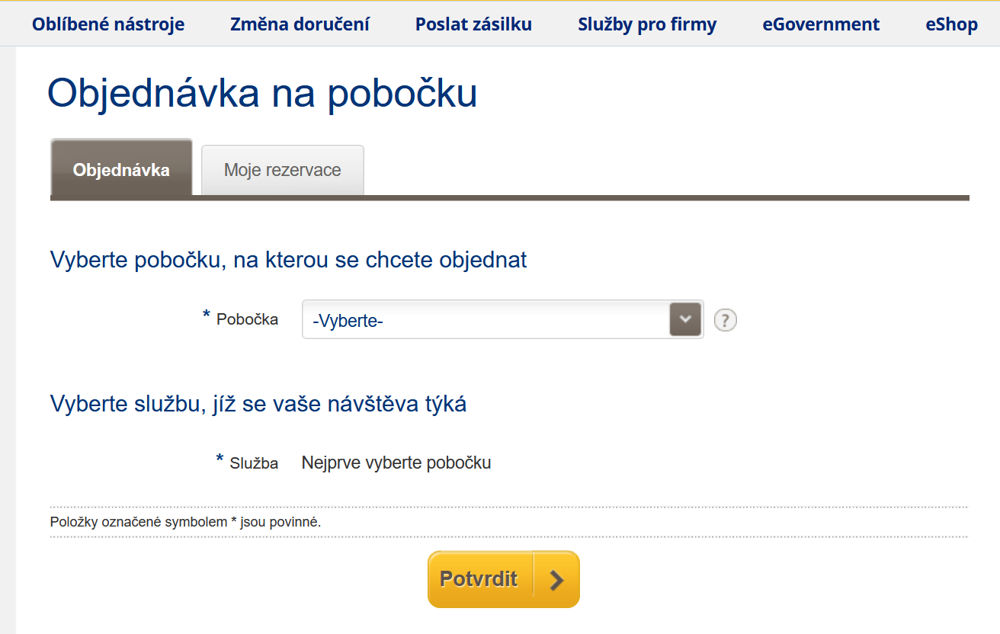 Oblíbené nástroje Změna doručení Poslat zásilku Služby pro firmy eGovernment eShop
Objednávka na pobočku
Objednávka Moje rezervace
Vyberte pobočku, na kterou se chcete objednat
* Pobočka -Vyberte- ?
Vyberte službu, jíž se vaše návštěva týká
* Služba Nejprve vyberte pobočku
Položky označené symbolem * jsou povinné.
Potvrdit